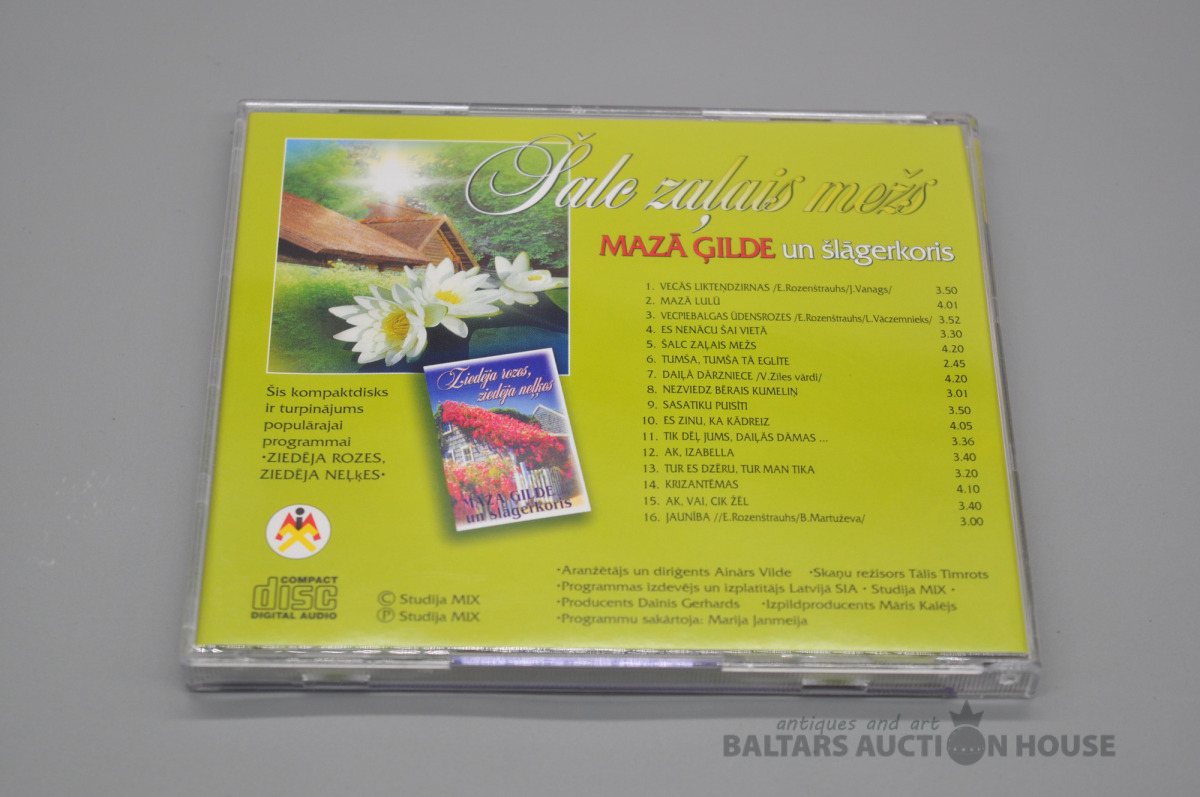 Šalc zaļais mežs
MAZĀ ĢILDE un šlāgerkoris
1. VECĀS LIKTEŅDZIRNAS /E.Rozenštrauhs/J.Vanags/ 3.50
2. MAZĀ LULŪ 4.01
3. VECPIEBALGAS ŪDENSROZES /E.Rozenštrauhs/L.Vāczemnieks/ 3.52
4. ES NENĀCU ŠAI VIETĀ 3.30
5. ŠALC ZAĻAIS MEŽS 4.20
6. TUMŠA, TUMŠA TĀ EGLĪTE 2.45
7. DAIĻĀ DĀRZNIECE /V.Zīles vārdi/ 4.20
8. NEZVIEDZ BĒRAIS KUMELIŅ 3.01
9. SASATIKU PUISĪTI 3.50
10. ES ZINU, KA KĀDREIZ 4.05
11. TIK DĒĻ JUMS, DAIĻĀS DĀMAS ... 3.36
12. AK, IZABELLA 3.40
13. TUR ES DZĒRU, TUR MAN TIKA 3.20
14. KRIZANTĒMAS 4.10
15. AK, VAI, CIK ŽĒL 3.40
16. JAUNĪBA //E.Rozenštrauhs/B.Martuževa/ 3.00
Šis kompaktdisks
ir turpinājums
populārajai
programmai
•ZIEDĒJA ROZES,
ZIEDĒJA NEĻĶES•
Ziedēja rozes,
ziedēja neļķes
MAZĀ ĢILDE
un šlāgerkoris
COMPACT
disc
DIGITAL AUDIO
© Studija MIX
℗ Studija MIX
•Aranžētājs un diriģents Ainārs Vilde •Skaņu režisors Tālis Timrots
•Programmas izdevējs un izplatītājs Latvijā SIA • Studija MIX •
•Producents Dainis Gerhards •Izpildproducents Māris Kalējs
•Programmu sakārtoja: Marija Janmeija
antiques and art
BALTARS AUCTION HOUSE